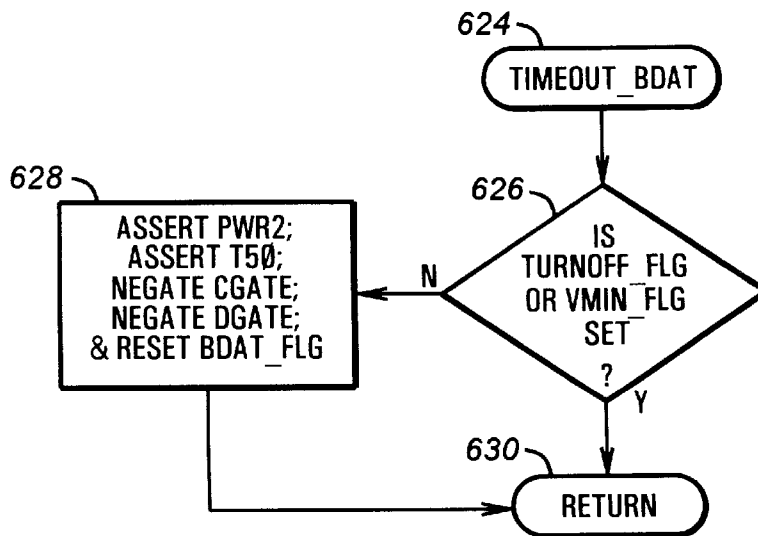 624
TIMEOUT_BDAT
628
ASSERT PWR2;
ASSERT T50;
NEGATE CGATE;
NEGATE DGATE;
& RESET BDAT_FLG
626
IS
TURNOFF_FLG
OR VMIN_FLG
SET
?
N
Y
630
RETURN